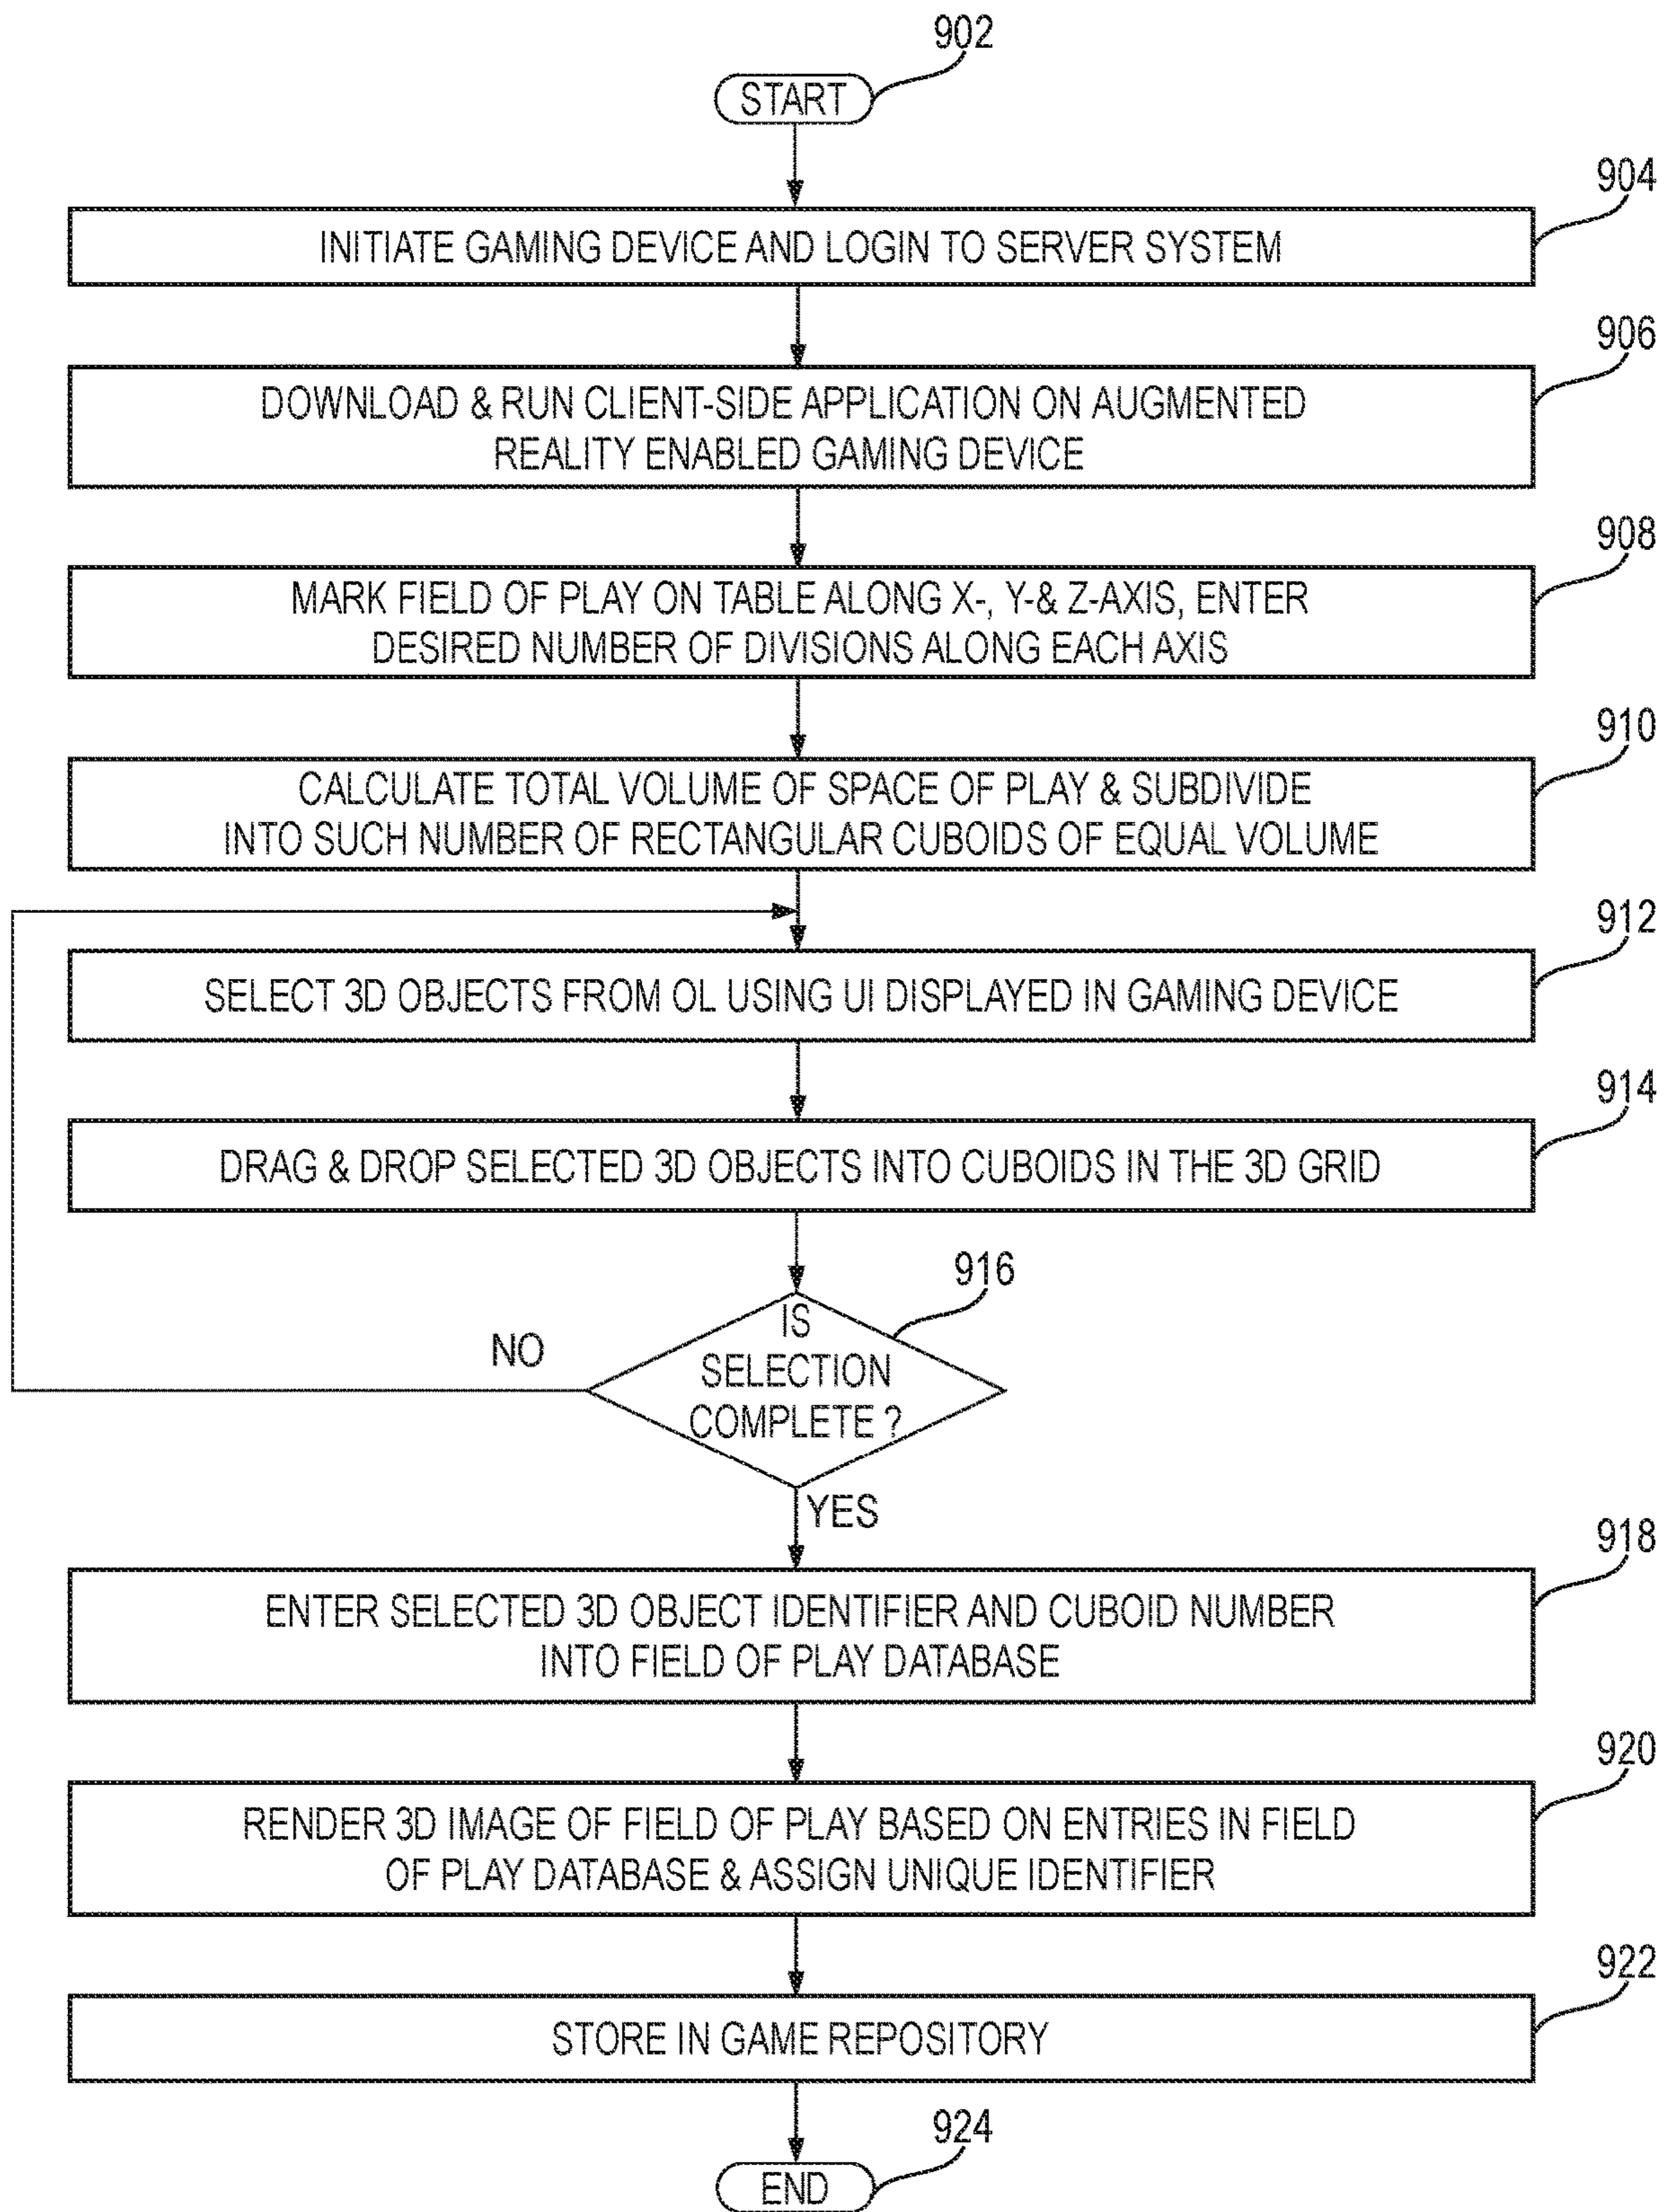 902
START
904
INITIATE GAMING DEVICE AND LOGIN TO SERVER SYSTEM
906
DOWNLOAD & RUN CLIENT-SIDE APPLICATION ON AUGMENTED
REALITY ENABLED GAMING DEVICE
908
MARK FIELD OF PLAY ON TABLE ALONG X-, Y-& Z-AXIS, ENTER
DESIRED NUMBER OF DIVISIONS ALONG EACH AXIS
910
CALCULATE TOTAL VOLUME OF SPACE OF PLAY & SUBDIVIDE
INTO SUCH NUMBER OF RECTANGULAR CUBOIDS OF EQUAL VOLUME
912
SELECT 3D OBJECTS FROM OL USING UI DISPLAYED IN GAMING DEVICE
914
DRAG & DROP SELECTED 3D OBJECTS INTO CUBOIDS IN THE 3D GRID
916
IS
SELECTION
COMPLETE ?
NO
YES
918
ENTER SELECTED 3D OBJECT IDENTIFIER AND CUBOID NUMBER
INTO FIELD OF PLAY DATABASE
920
RENDER 3D IMAGE OF FIELD OF PLAY BASED ON ENTRIES IN FIELD
OF PLAY DATABASE & ASSIGN UNIQUE IDENTIFIER
922
STORE IN GAME REPOSITORY
924
END